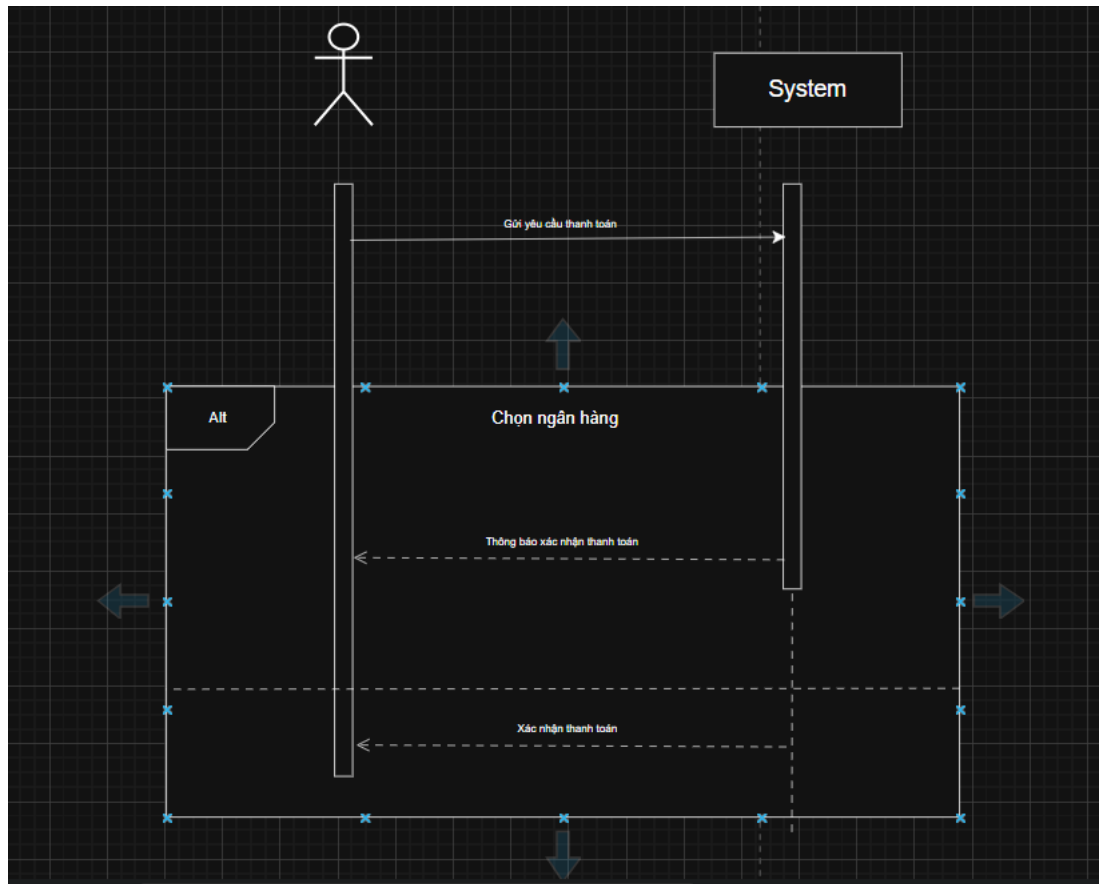 System
Gửi yêu cầu thanh toán
Alt
Chọn ngân hàng
Thông báo xác nhận thanh toán
Xác nhận thanh toán